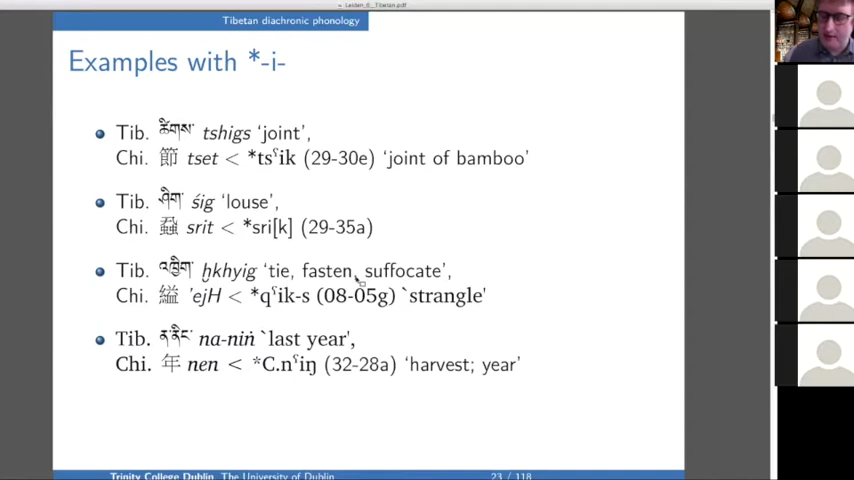 Leiden_6__Tibetan.pdf
Tibetan diachronic phonology
Examples with *-i-
Tib. ཚིགས་ tshigs ‘joint’,
Chi. 節 tset < *tsˤik (29-30e) ‘joint of bamboo’
Tib. ཤིག་ śig ‘louse’,
Chi. 蝨 srit < *sri[k] (29-35a)
Tib. འཁྱིག་ ḫkhyig ‘tie, fasten, suffocate’,
Chi. 縊 'ejH < *qˤik-s (08-05g) `strangle'
Tib. ན་ནིང་ na-niṅ `last year',
Chi. 年 nen < *C.nˤiŋ (32-28a) ‘harvest; year’
Trinity College Dublin, The University of Dublin
23 / 118